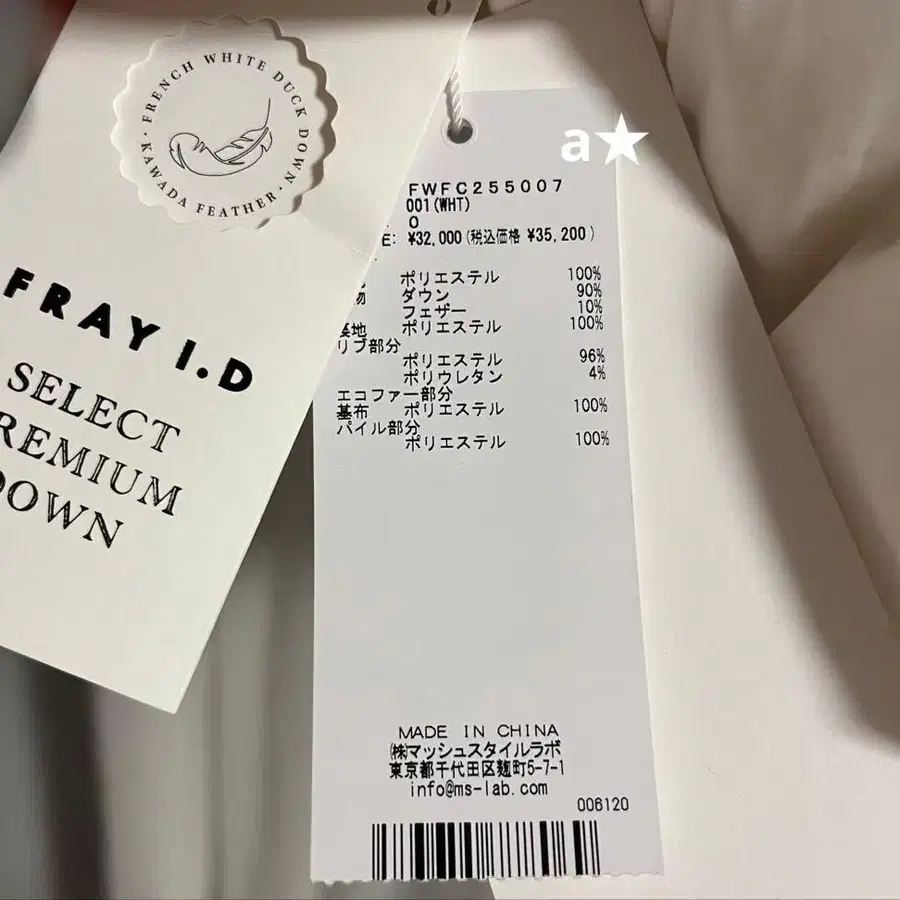 FRENCH WHITE DUCK DOWN
・KAWADA FEATHER・
FRAY I.D
SELECT
REMIUM
DOWN
a★
FWFC255007
001(WHT)
0
E: ¥32,000(税込価格 ¥35,200)
ポリエステル 100%
物 ダウン 90%
フェザー 10%
裏地 ポリエステル 100%
リブ部分
ポリエステル 96%
ポリウレタン 4%
エコファー部分
基布 ポリエステル 100%
パイル部分
ポリエステル 100%
MADE IN CHINA
㈱マッシュスタイルラボ
東京都千代田区麹町5-7-1
info@ms-lab.com
006120